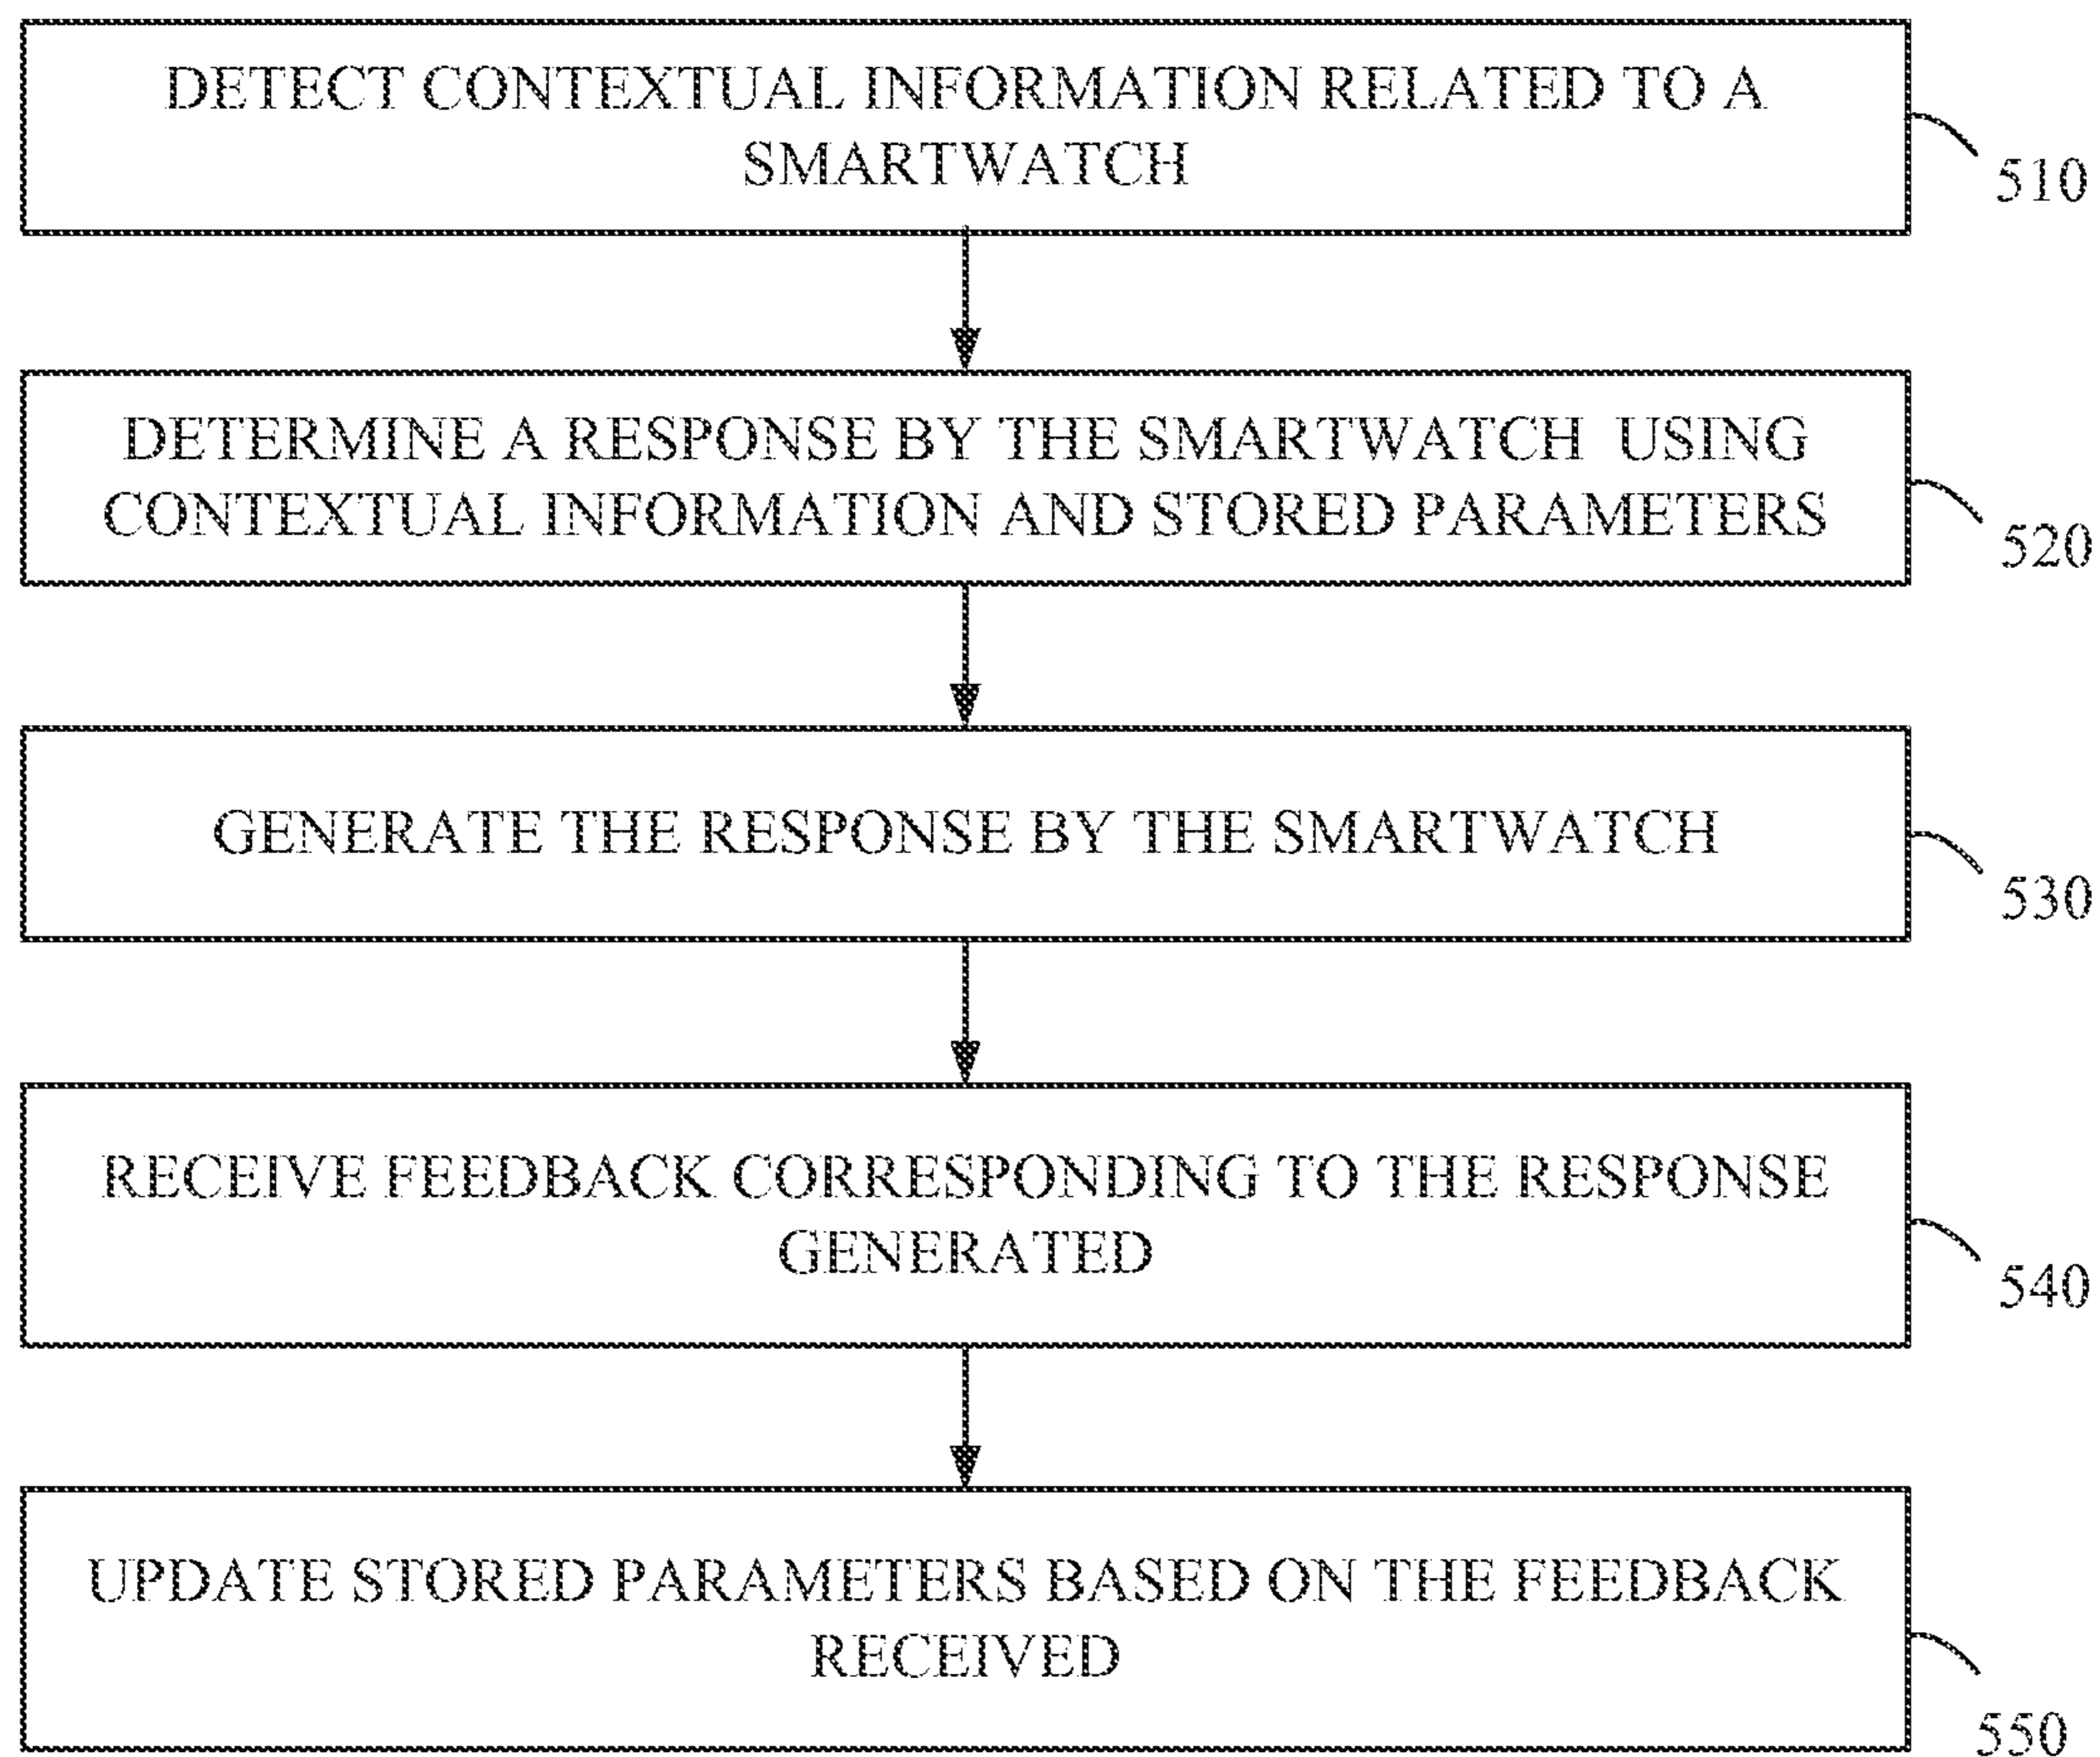 DETECT CONTEXTUAL INFORMATION RELATED TO A
SMARTWATCH
510
DETERMINE A RESPONSE BY THE SMARTWATCH USING
CONTEXTUAL INFORMATION AND STORED PARAMETERS
520
GENERATE THE RESPONSE BY THE SMARTWATCH
530
RECEIVE FEEDBACK CORRESPONDING TO THE RESPONSE
GENERATED
540
UPDATE STORED PARAMETERS BASED ON THE FEEDBACK
RECEIVED
550